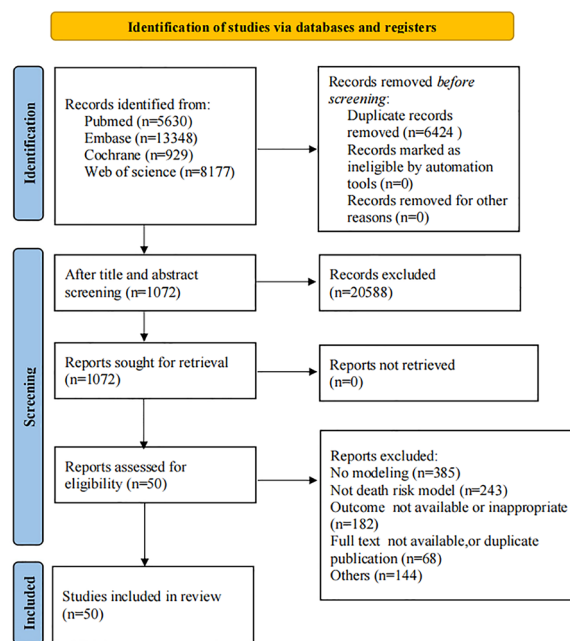 Identification of studies via databases and registers
Identification
Records identified from:
Pubmed (n=5630)
Embase (n=13348)
Cochrane (n=929)
Web of science (n=8177)
Records removed before
screening:
Duplicate records
removed (n=6424 )
Records marked as
ineligible by automation
tools (n=0)
Records removed for other
reasons (n=0)
Screening
After title and abstract
screening (n=1072)
Records excluded
(n=20588)
Reports sought for retrieval
(n=1072)
Reports not retrieved
(n=0)
Reports assessed for
eligibility (n=50)
Reports excluded:
No modeling (n=385)
Not death risk model (n=243)
Outcome not available or inappropriate
(n=182)
Full text not available,or duplicate
publication (n=68)
Others (n=144)
Included
Studies included in review
(n=50)